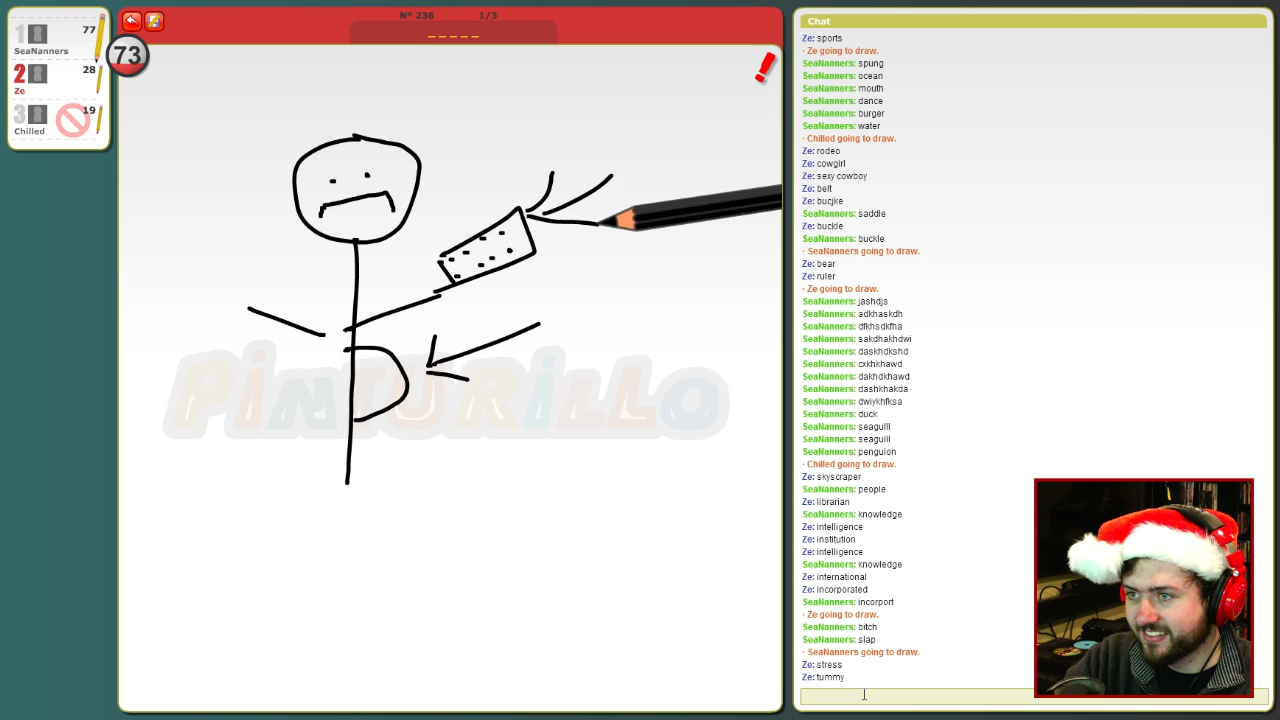 1
77
SeaNanners
2
28
Ze
3
19
Chilled
73
Nº 236 1/3
_ _ _ _ _
PiNTURiLLO
Chat
Ze: sports
· Ze going to draw.
SeaNanners: spung
SeaNanners: ocean
SeaNanners: mouth
SeaNanners: dance
SeaNanners: burger
SeaNanners: water
· Chilled going to draw.
Ze: rodeo
Ze: cowgirl
Ze: sexy cowboy
Ze: belt
Ze: bucjke
SeaNanners: saddle
Ze: buckle
SeaNanners: buckle
· SeaNanners going to draw.
Ze: bear
Ze: ruler
· Ze going to draw.
SeaNanners: jashdjs
SeaNanners: adkhaskdh
SeaNanners: dfkhsdkfha
SeaNanners: sakdhakhdwi
SeaNanners: daskhdkshd
SeaNanners: cxkhkhawd
SeaNanners: dakhdkhawd
SeaNanners: dashkhakda
SeaNanners: dwiykhfksa
SeaNanners: duck
SeaNanners: seagulll
SeaNanners: seaguill
SeaNanners: penguion
· Chilled going to draw.
Ze: skyscraper
SeaNanners: people
Ze: librarian
SeaNanners: knowledge
Ze: intelligence
Ze: institution
Ze: intelligence
SeaNanners: knowledge
Ze: international
Ze: incorporated
SeaNanners: incorport
· Ze going to draw.
SeaNanners: bitch
SeaNanners: slap
· SeaNanners going to draw.
Ze: stress
Ze: tummy